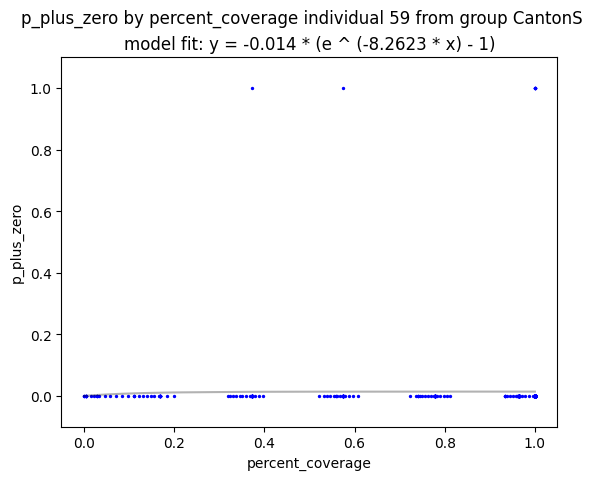 p_plus_zero by percent_coverage individual 59 from group CantonS
model fit: y = -0.014 * (e ^ (-8.2623 * x) - 1)
1.0
0.8
0.6
0.4
0.2
0.0
p_plus_zero
0.0 0.2 0.4 0.6 0.8 1.0
percent_coverage